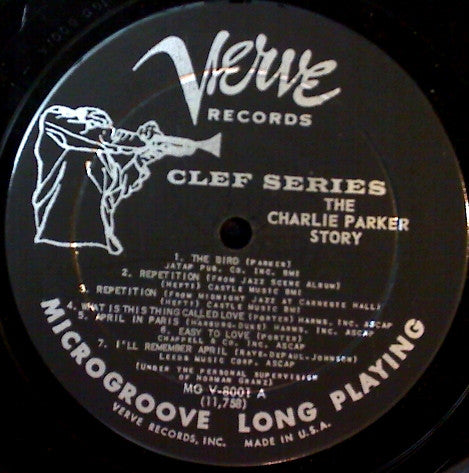 Verve
RECORDS
CLEF SERIES
THE
CHARLIE PARKER
STORY
1. THE BIRD (PARKER)
JATAP PUB. CO. INC. BMI
2. REPETITION (FROM JAZZ SCENE ALBUM)
(HEFTI) CASTLE MUSIC BMI
3. REPETITION (FROM MIDNIGHT JAZZ AT CARNEGIE HALL)
(HEFTI) CASTLE MUSIC BMI
4. WHAT IS THIS THING CALLED LOVE (PORTER) HARMS, INC. ASCAP
5. APRIL IN PARIS (HARBURG-DUKE) HARMS, INC. ASCAP
6. EASY TO LOVE (PORTER)
CHAPPELL & CO. INC. ASCAP
7. I'LL REMEMBER APRIL (RAYE-DEPAUL-JOHNSON)
LEEDS MUSIC CORP. ASCAP
(UNDER THE PERSONAL SUPERVISION
OF NORMAN GRANZ)
MG V-8001 A
(11,758)
MICROGROOVE LONG PLAYING
VERVE RECORDS, INC. MADE IN U.S.A.